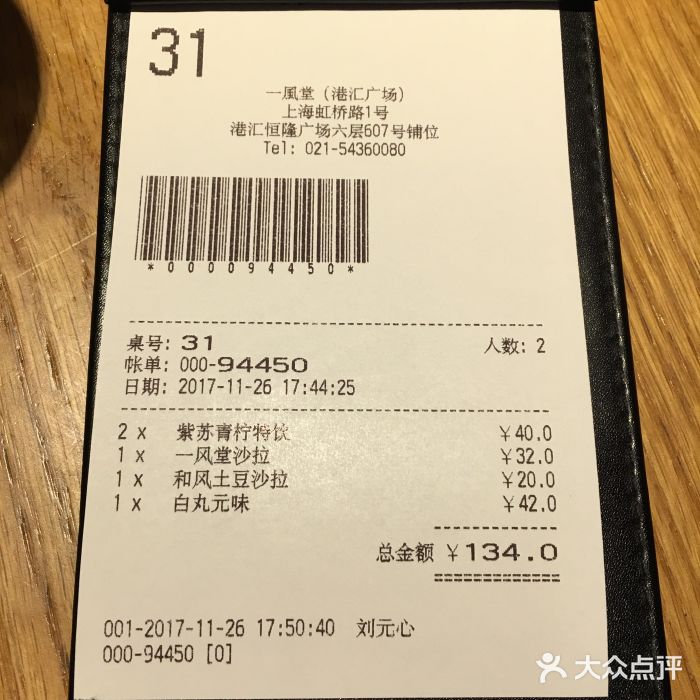 31
一風堂(港汇广场)
上海虹桥路1号
港汇恒隆广场六层607号铺位
Tel: 021-54360080
*000094450*
桌号: 31 人数: 2
帐单: 000-94450
日期: 2017-11-26 17:44:25
2 x 紫苏青柠特饮 ¥40.0
1 x 一风堂沙拉 ¥32.0
1 x 和风土豆沙拉 ¥20.0
1 x 白丸元味 ¥42.0
总金额 ¥134.0
001-2017-11-26 17:50:40 刘元心
000-94450 [0]
大众点评